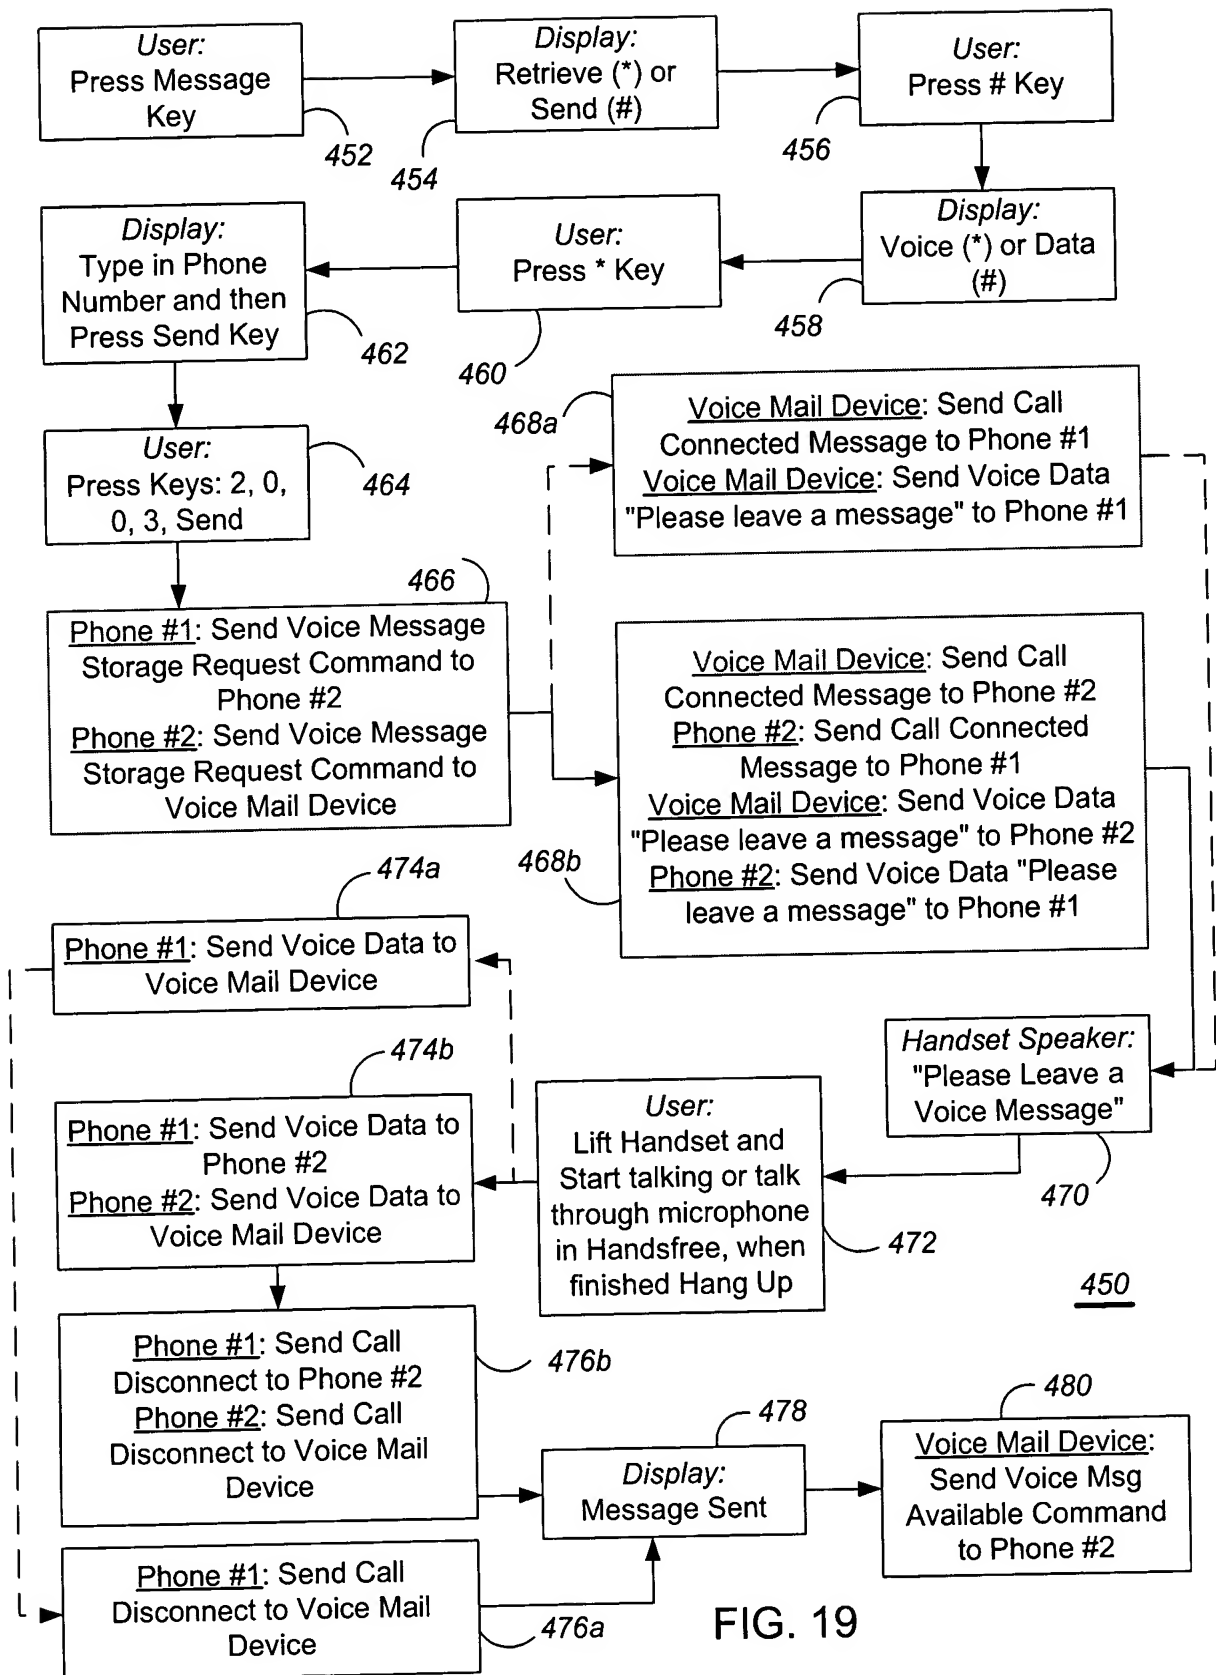 User:
Press Message
Key
452
Display:
Retrieve (*) or
Send (#)
454
User:
Press # Key
456
Display:
Voice (*) or Data
(#)
458
User:
Press * Key
460
Display:
Type in Phone
Number and then
Press Send Key
462
User:
Press Keys: 2, 0,
0, 3, Send
464
466
Phone #1: Send Voice Message
Storage Request Command to
Phone #2
Phone #2: Send Voice Message
Storage Request Command to
Voice Mail Device
468a
Voice Mail Device: Send Call
Connected Message to Phone #1
Voice Mail Device: Send Voice Data
"Please leave a message" to Phone #1
Voice Mail Device: Send Call
Connected Message to Phone #2
Phone #2: Send Call Connected
Message to Phone #1
Voice Mail Device: Send Voice Data
"Please leave a message" to Phone #2
Phone #2: Send Voice Data "Please
leave a message" to Phone #1
468b
Handset Speaker:
"Please Leave a
Voice Message"
470
User:
Lift Handset and
Start talking or talk
through microphone
in Handsfree, when
finished Hang Up
472
474a
Phone #1: Send Voice Data to
Voice Mail Device
474b
Phone #1: Send Voice Data to
Phone #2
Phone #2: Send Voice Data to
Voice Mail Device
Phone #1: Send Call
Disconnect to Phone #2
Phone #2: Send Call
Disconnect to Voice Mail
Device
476b
Phone #1: Send Call
Disconnect to Voice Mail
Device
476a
478
Display:
Message Sent
480
Voice Mail Device:
Send Voice Msg
Available Command
to Phone #2
450
FIG. 19